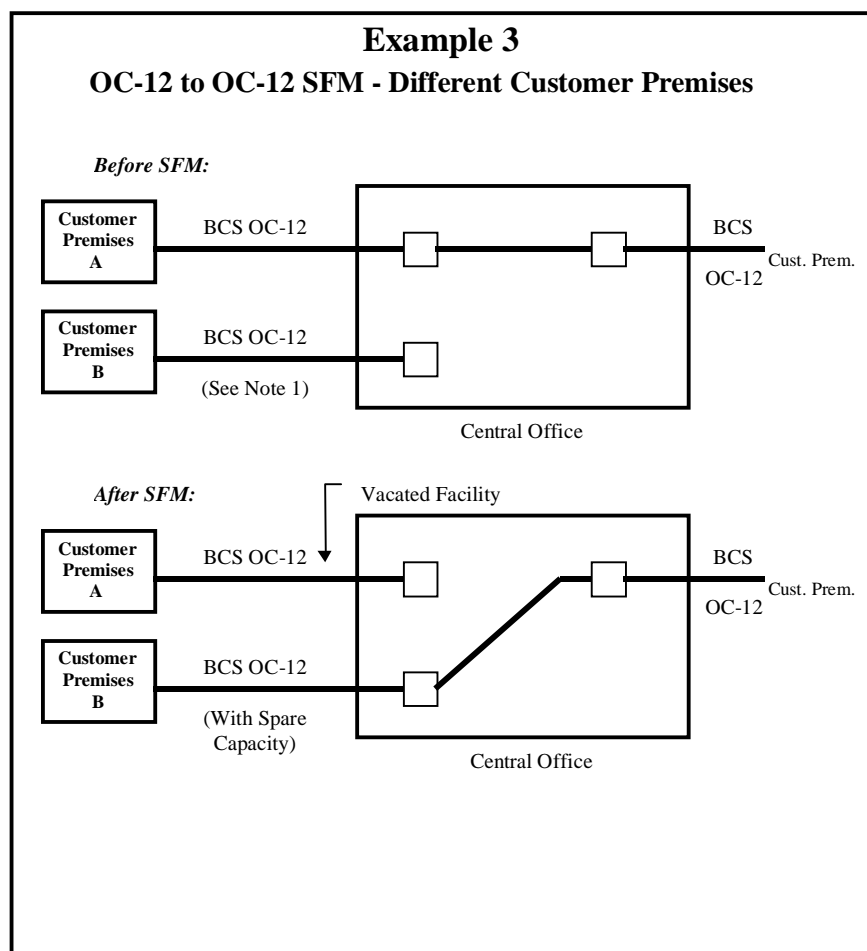 Example 3
OC-12 to OC-12 SFM - Different Customer Premises
Before SFM:
Customer
Premises
A
BCS OC-12
BCS
OC-12
Cust. Prem.
Customer
Premises
B
BCS OC-12
(See Note 1)
Central Office
After SFM:
Vacated Facility
Customer
Premises
A
BCS OC-12
BCS
OC-12
Cust. Prem.
Customer
Premises
B
BCS OC-12
(With Spare
Capacity)
Central Office